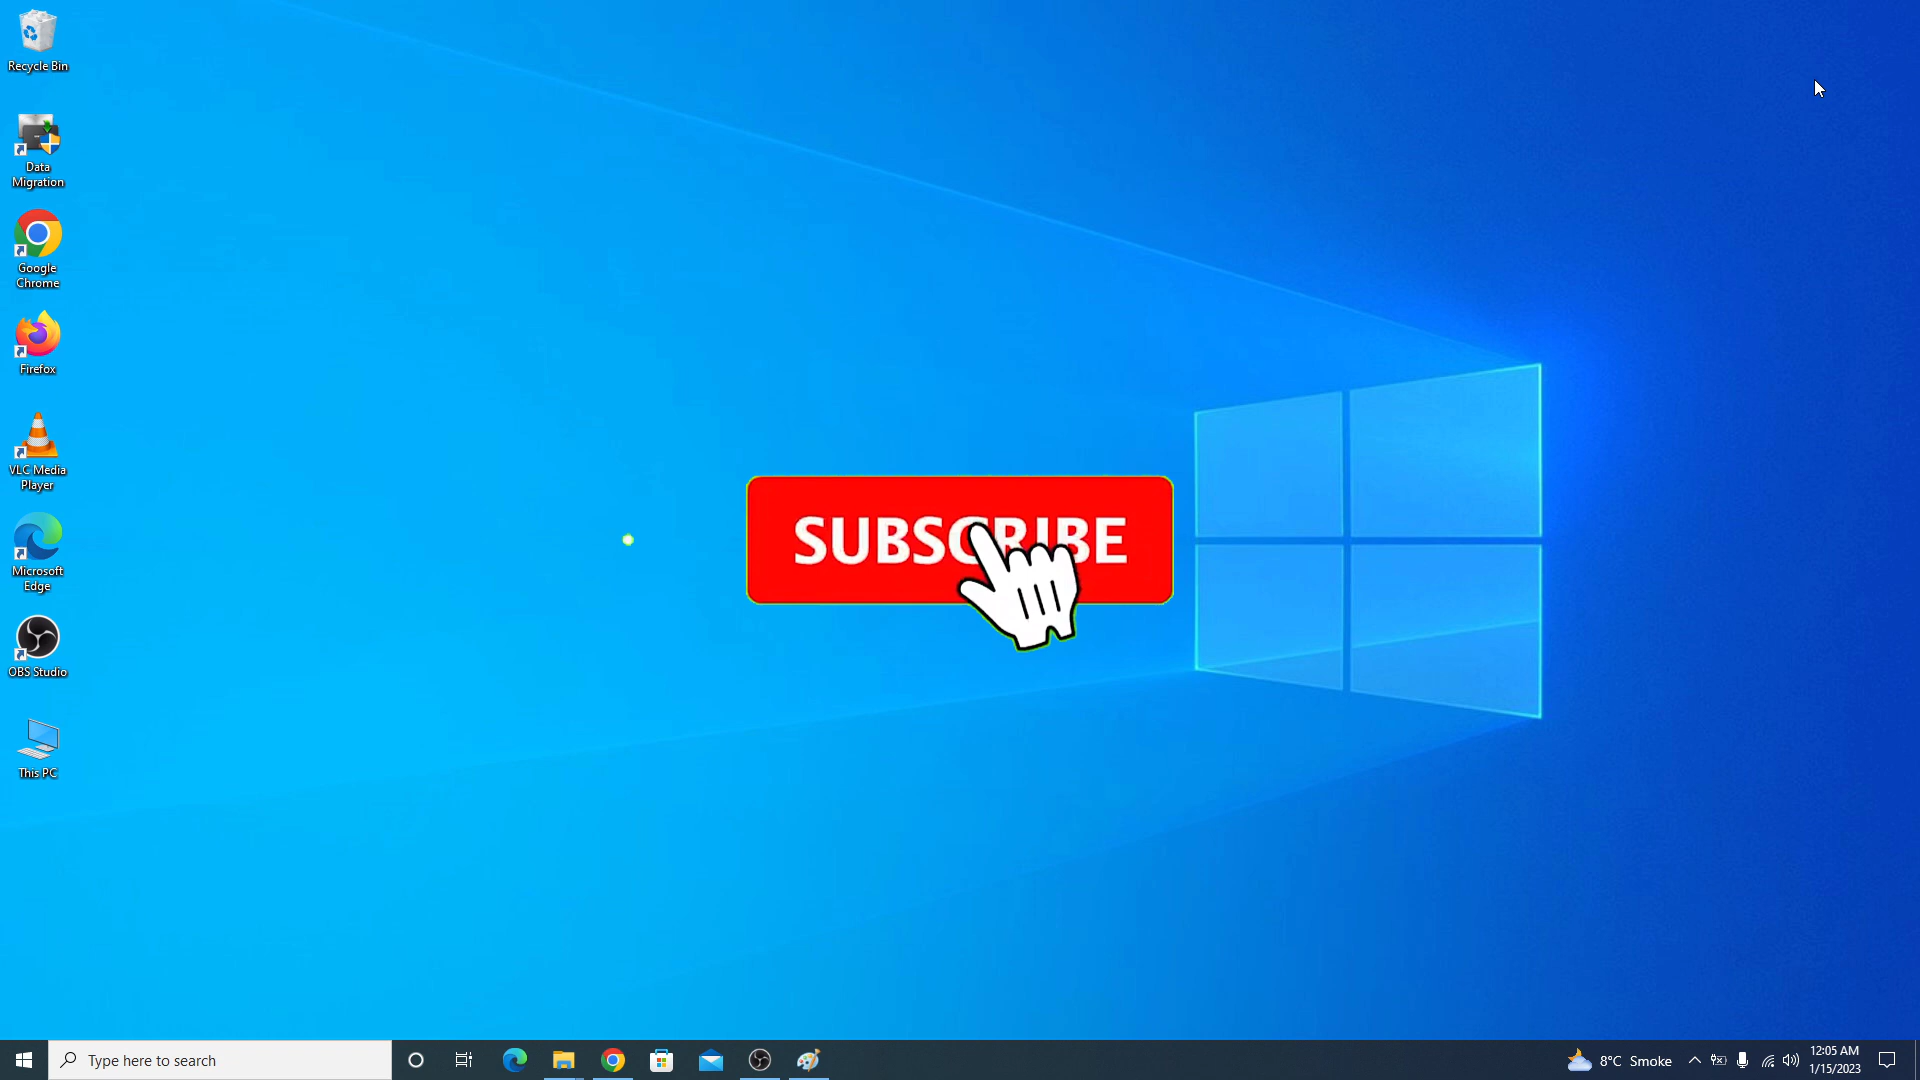 Recycle Bin
Data
Migration
Google
Chrome
Firefox
VLC Media
Player
Microsoft
Edge
OBS Studio
This PC
SUBSCRIBE
Type here to search
8°C Smoke
12:05 AM
1/15/2023